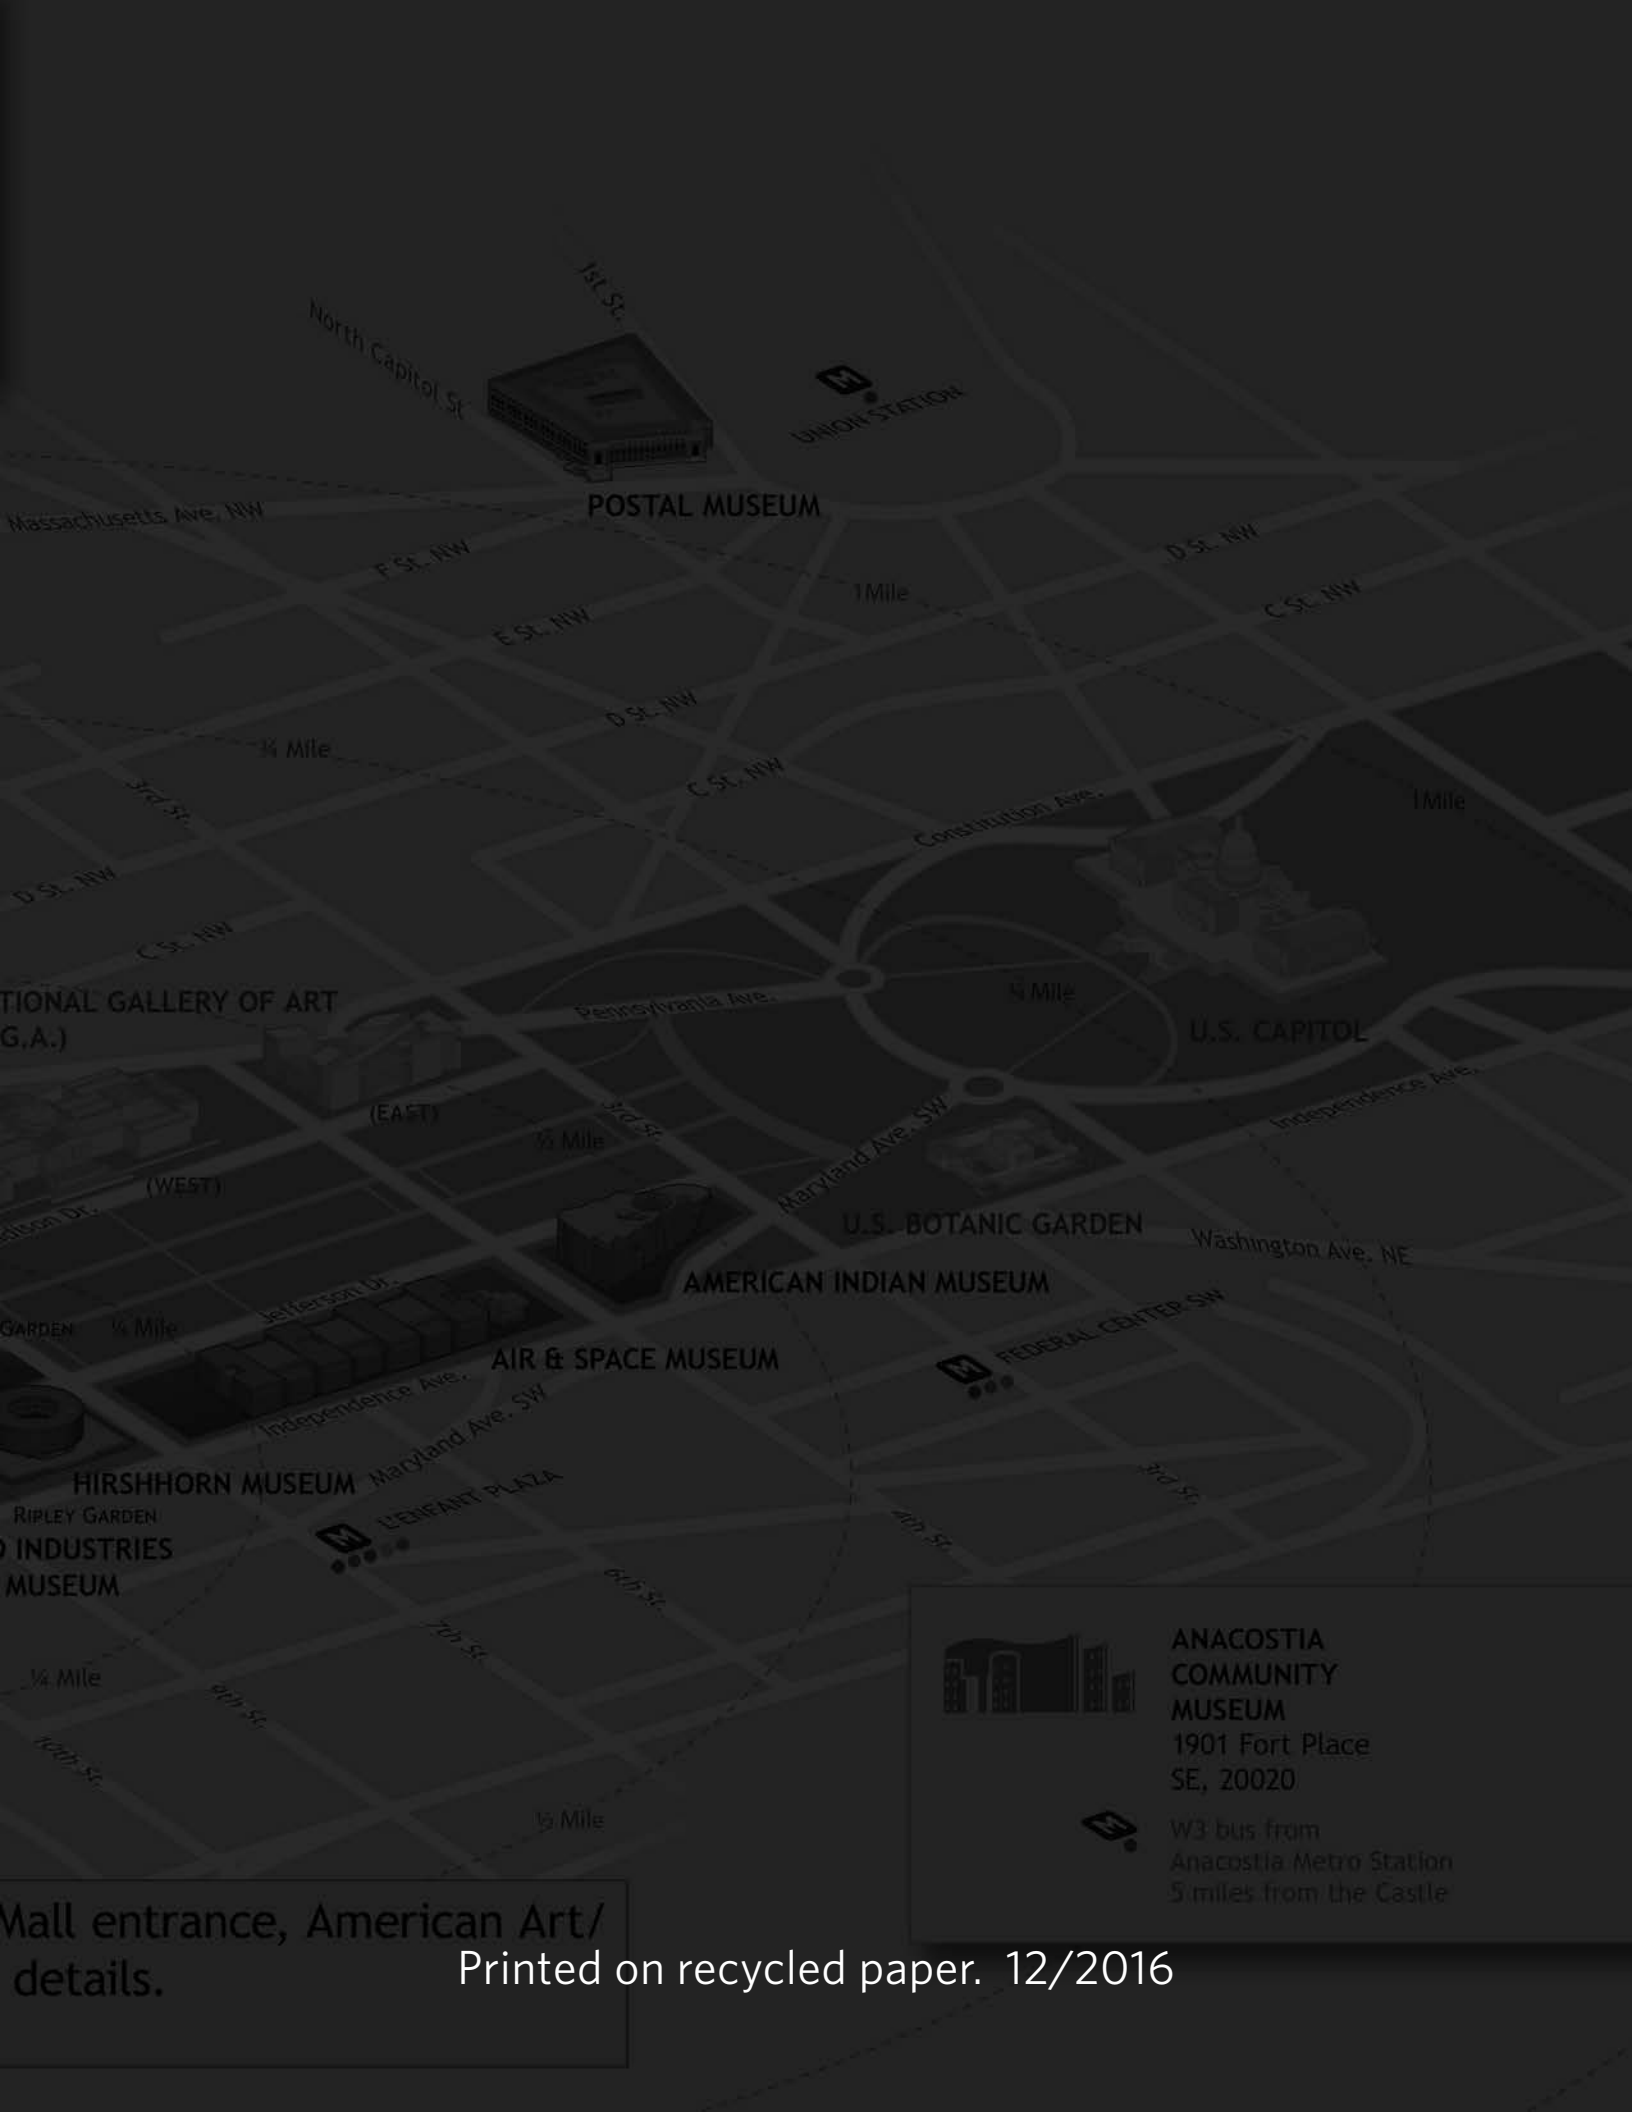 1st St.
North Capitol St
UNION STATION
POSTAL MUSEUM
Massachusetts Ave, NW
F St. NW
D St. NW
1Mile
C St. NW
E St. NW
D St. NW
¾ Mile
C St. NW
3rd St.
Constitution Ave.
1Mile
D St. NW
C St. NW
TIONAL GALLERY OF ART
G.A.)
Pennsylvania Ave.
¾ Mile
U.S. CAPITOL
Independence Ave.
(EAST)
3rd St.
½ Mile
Maryland Ave. SW
(WEST)
dison Dr.
U.S. BOTANIC GARDEN
Washington Ave. NE
AMERICAN INDIAN MUSEUM
Jefferson Dr.
GARDEN
¼ Mile
FEDERAL CENTER SW
AIR & SPACE MUSEUM
Independence Ave.
Maryland Ave. SW
HIRSHHORN MUSEUM
L'ENFANT PLAZA
RIPLEY GARDEN
INDUSTRIES
MUSEUM
3rd St.
4th St.
6th St.
7th St.
¼ Mile
9th St.
10th St.
½ Mile
ANACOSTIA
COMMUNITY
MUSEUM
1901 Fort Place
SE, 20020
W3 bus from
Anacostia Metro Station
5 miles from the Castle
Mall entrance, American Art/
details.
Printed on recycled paper. 12/2016